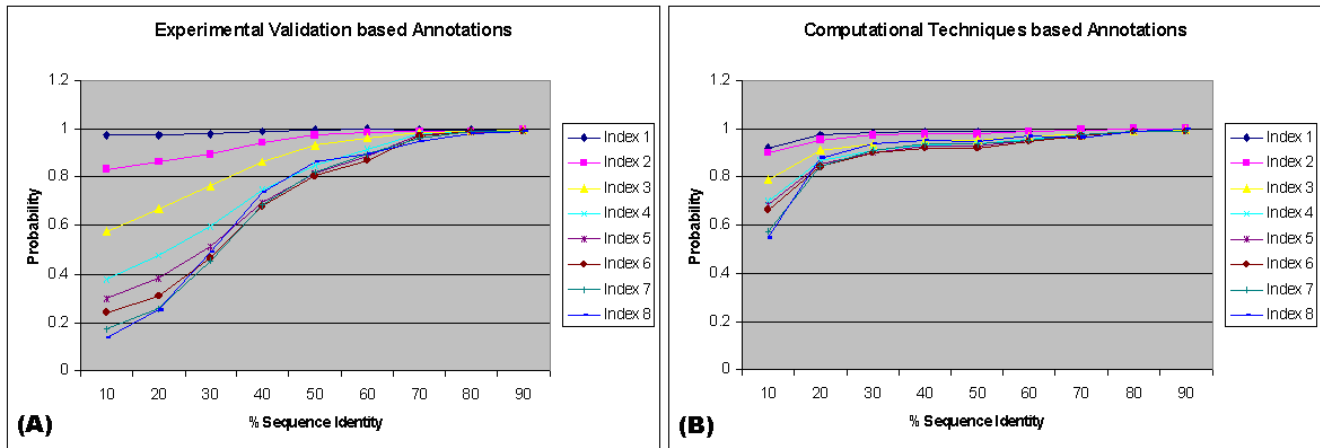 Experimental Validation based Annotations
1.2
1
0.8
0.6
0.4
0.2
0
Probability
10 20 30 40 50 60 70 80 90
% Sequence Identity
Index 1
Index 2
Index 3
Index 4
Index 5
Index 6
Index 7
Index 8
(A)
Computational Techniques based Annotations
1.2
1
0.8
0.6
0.4
0.2
0
Probability
10 20 30 40 50 60 70 80 90
% Sequence Identity
Index 1
Index 2
Index 3
Index 4
Index 5
Index 6
Index 7
Index 8
(B)